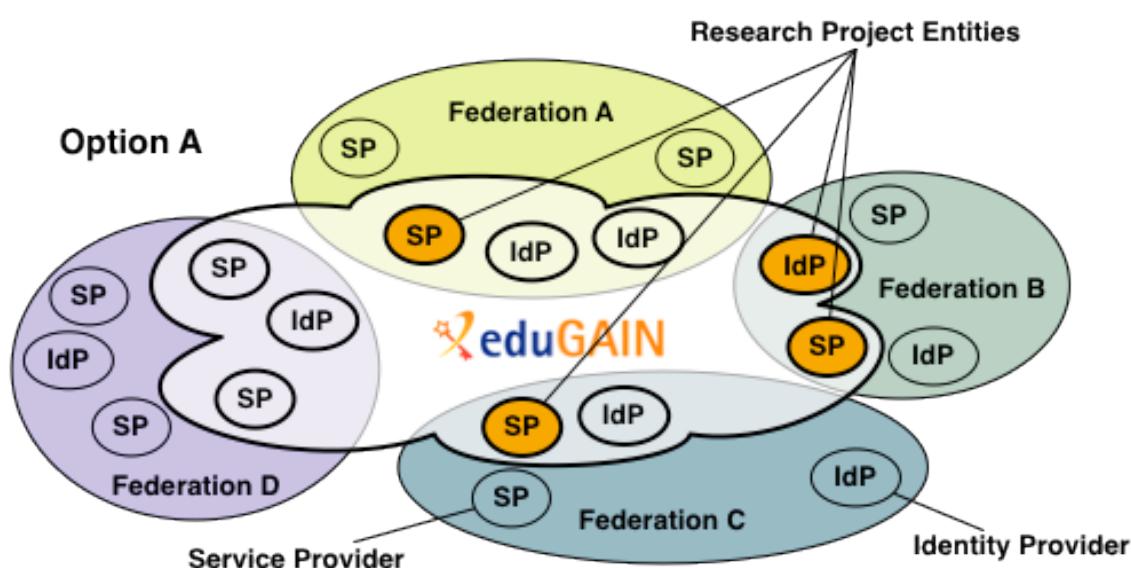 Research Project Entities
Option A
Federation A
SP
SP
SP
IdP
IdP
SP
IdP
SP
IdP
Federation B
SP
IdP
SP
IdP
SP
SP
IdP
SP
Federation D
eduGAIN
SP
IdP
SP
IdP
Federation C
Service Provider
Identity Provider